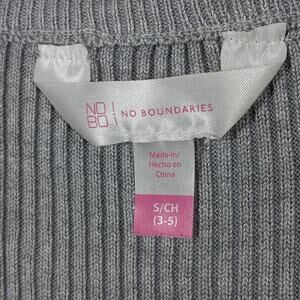 NO
BO
NO BOUNDARIES
Made in/
Hecho en
China
S/CH
(3-5)